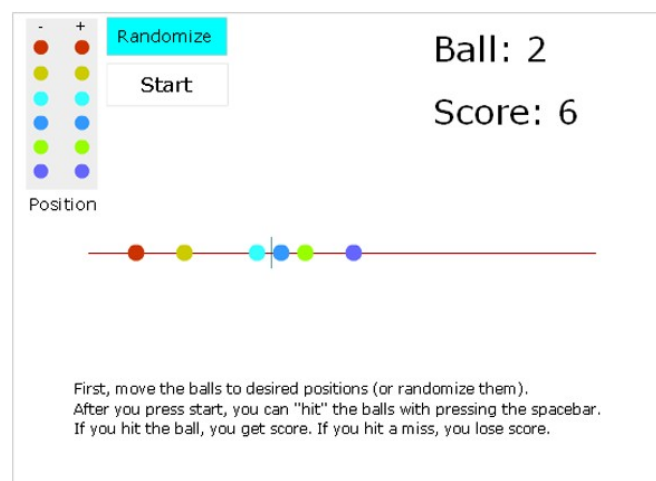 - +
Randomize
Start
Ball: 2
Score: 6
Position
First, move the balls to desired positions (or randomize them).
After you press start, you can "hit" the balls with pressing the spacebar.
If you hit the ball, you get score. If you hit a miss, you lose score.